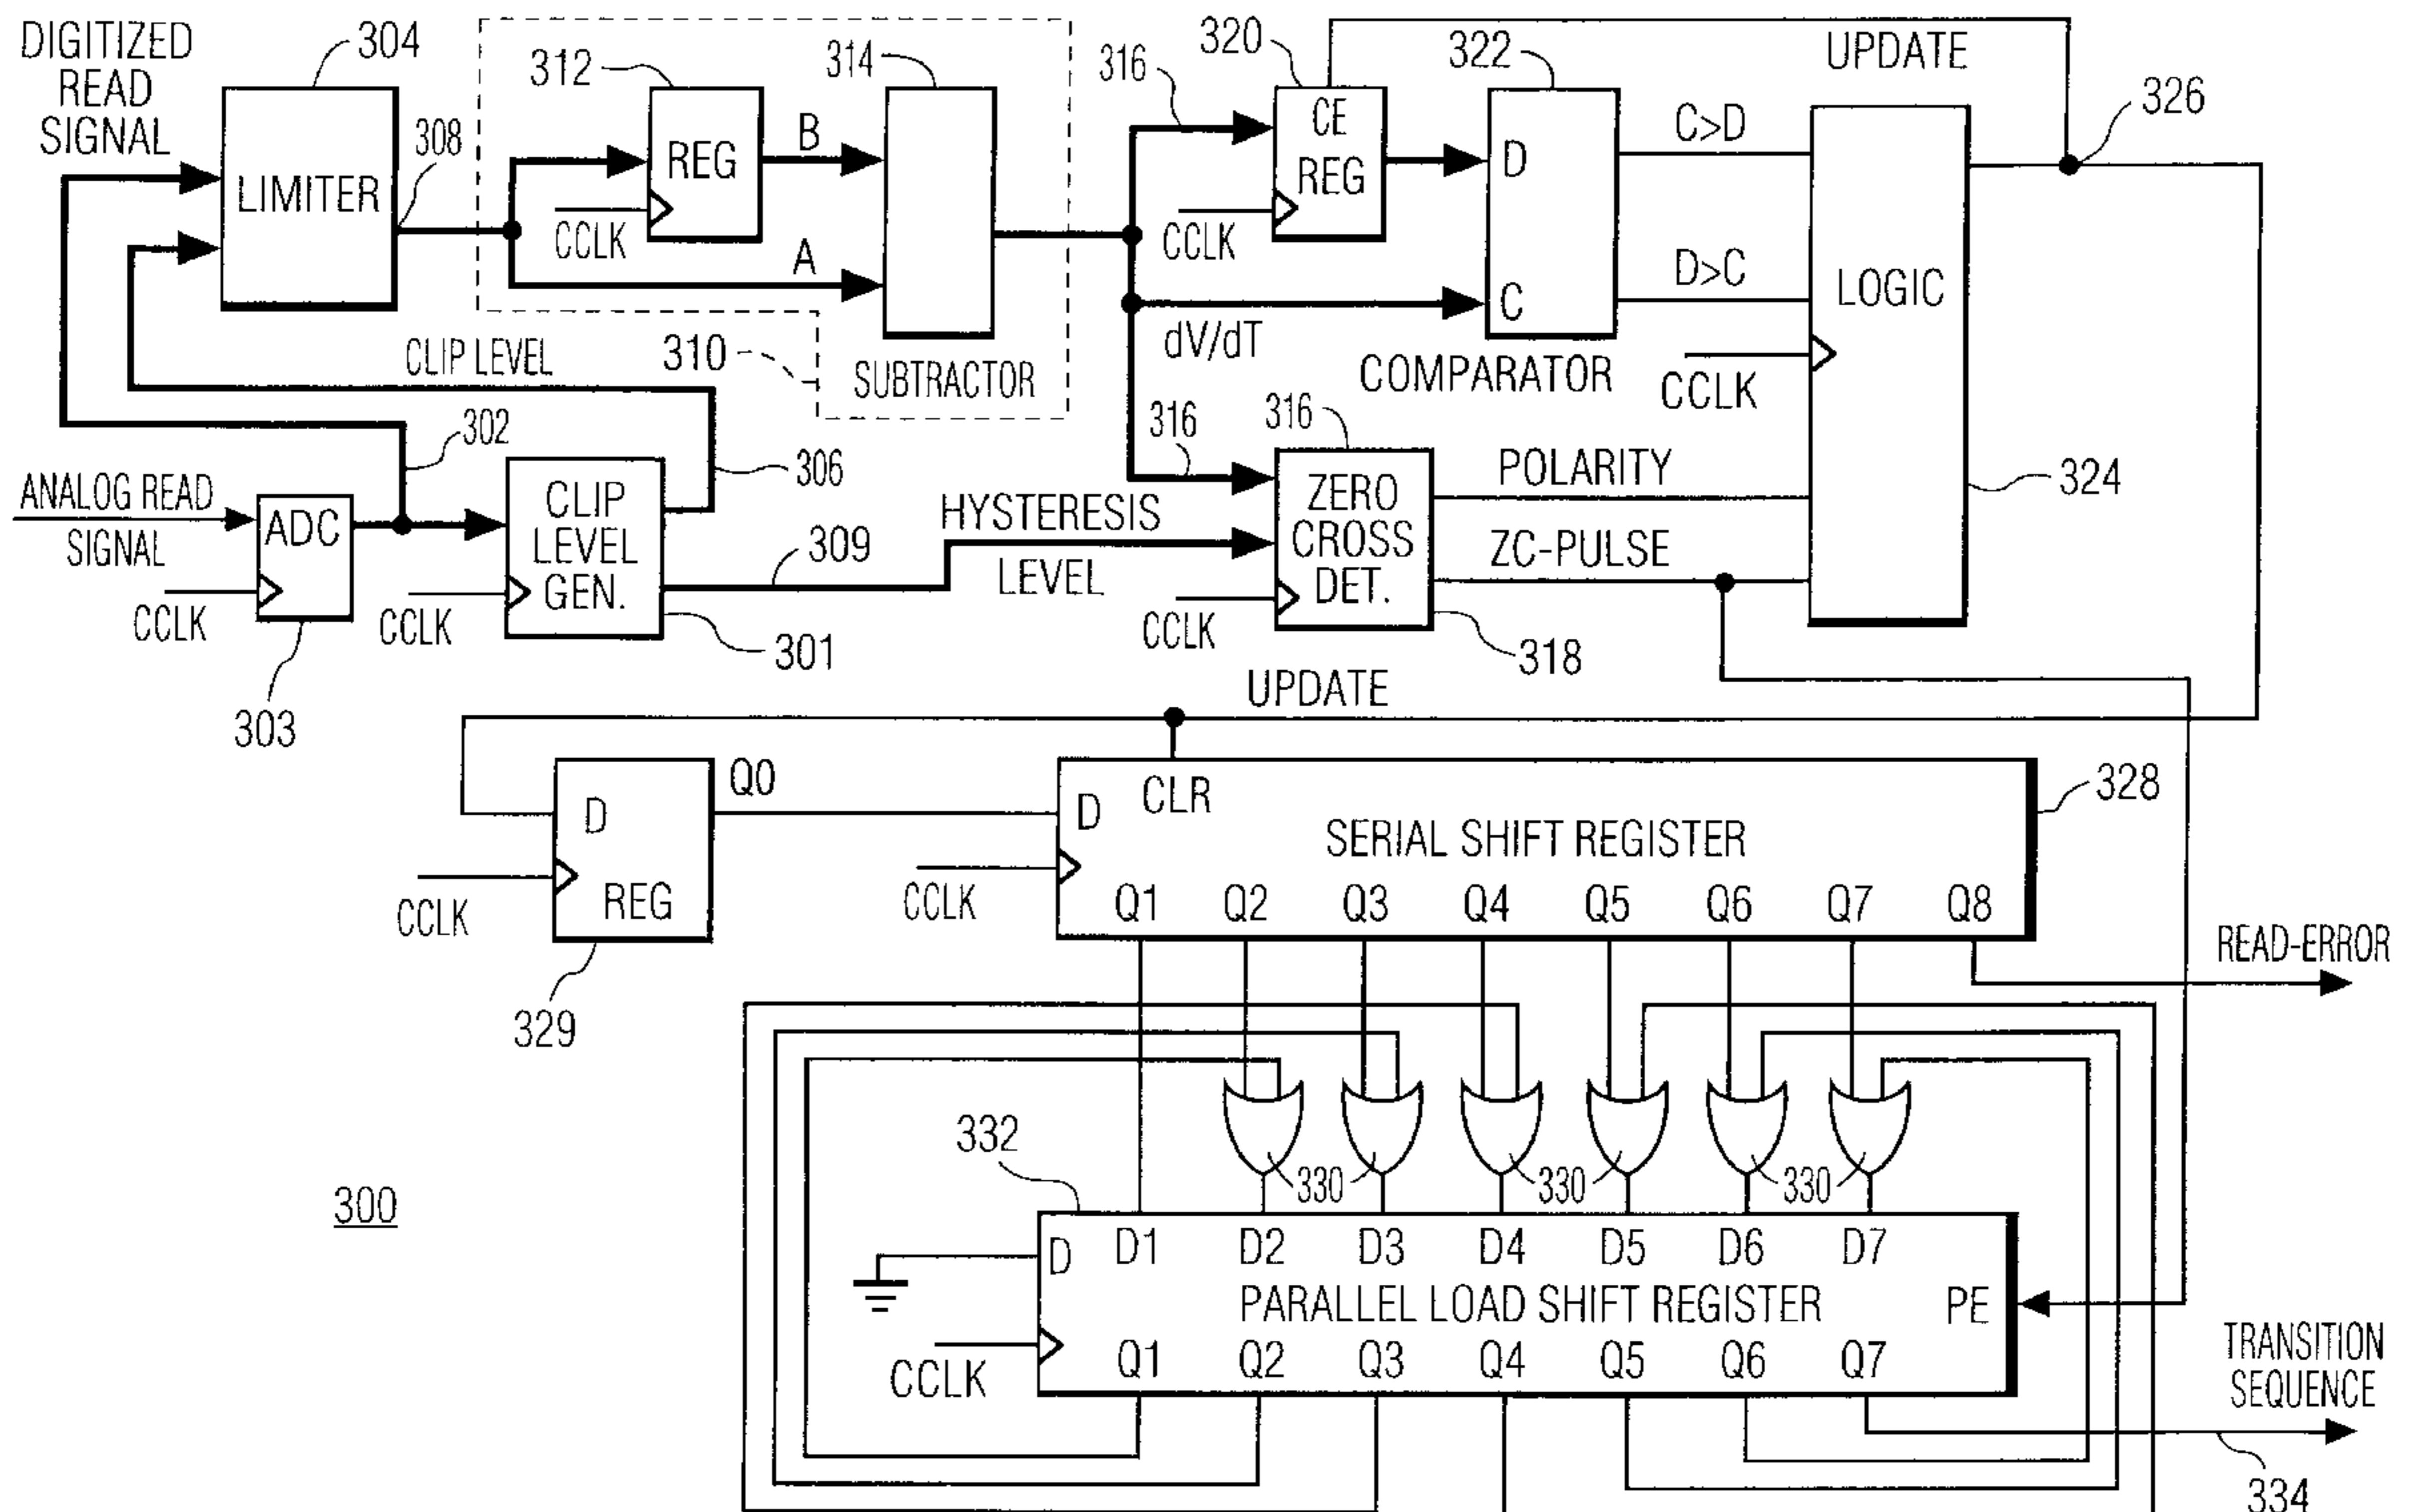 DIGITIZED
READ
SIGNAL
304
308
LIMITER
312
314
REG
CCLK
B
A
310
SUBTRACTOR
316
320
CE
REG
CCLK
322
D
C
COMPARATOR
dV/dT
C>D
D>C
UPDATE
326
LOGIC
CCLK
324
CLIP LEVEL
302
306
ANALOG READ
SIGNAL
ADC
CCLK
303
CLIP
LEVEL
GEN.
CCLK
301
309
HYSTERESIS
LEVEL
316
316
ZERO
CROSS
DET.
CCLK
318
POLARITY
ZC-PULSE
UPDATE
D
REG
CCLK
329
Q0
D
CLR
328
SERIAL SHIFT REGISTER
CCLK
Q1 Q2 Q3 Q4 Q5 Q6 Q7 Q8
READ-ERROR
332
330
330
330
300
D
D1 D2 D3 D4 D5 D6 D7
PARALLEL LOAD SHIFT REGISTER
PE
CCLK
Q1 Q2 Q3 Q4 Q5 Q6 Q7
TRANSITION
SEQUENCE
334